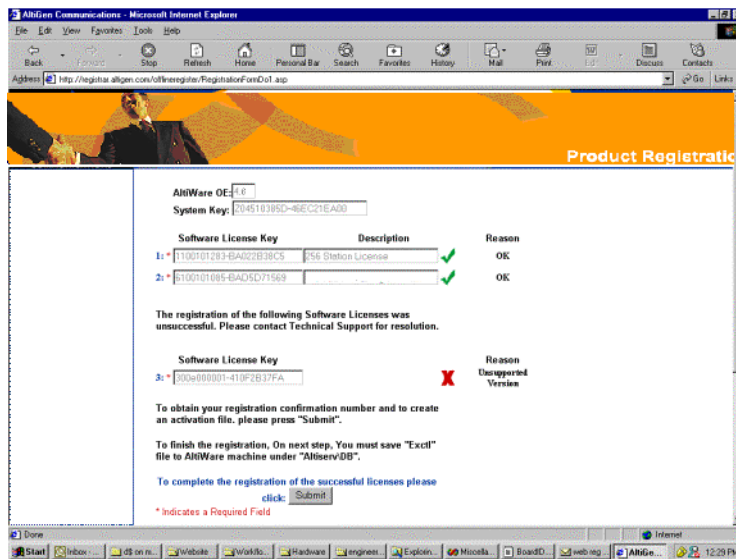 AltiGen Communications - Microsoft Internet Explorer
File Edit View Favorites Tools Help
Back Forward Stop Refresh Home Personal Bar Search Favorites History Mail Print Edit Discuss Contacts
Address http://registrar.altigen.com/offlineregister/RegistrationFormDo1.asp Go Links
Product Registratio
AltiWare OE: 4.6
System Key:
Software License Key Description Reason
1: * 1100101283-BA022B38C5 256 Station License OK
2: * 6100101085-BAD5D71569 OK
The registration of the following Software Licenses was
unsuccessful. Please contact Technical Support for resolution.
Software License Key Reason
3: * 300e000001-410F2B37FA Unsupported
Version
To obtain your registration confirmation number and to create
an activation file. please press "Submit".
To finish the registration, On next step, You must save "Exctl"
file to AltiWare machine under "Altiserv\DB".
To complete the registration of the successful licenses please
click: Submit
* Indicates a Required Field
Done Internet
Start Inbox -... d$ on n... Website Workflo... Hardware engineer... Explorin... Miscella... BoardID... web reg... AltiGe... 12:29 PM